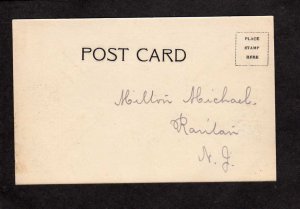 POST CARD
PLACE
STAMP
HERE
Milton Michael.
Raritan
N. J.